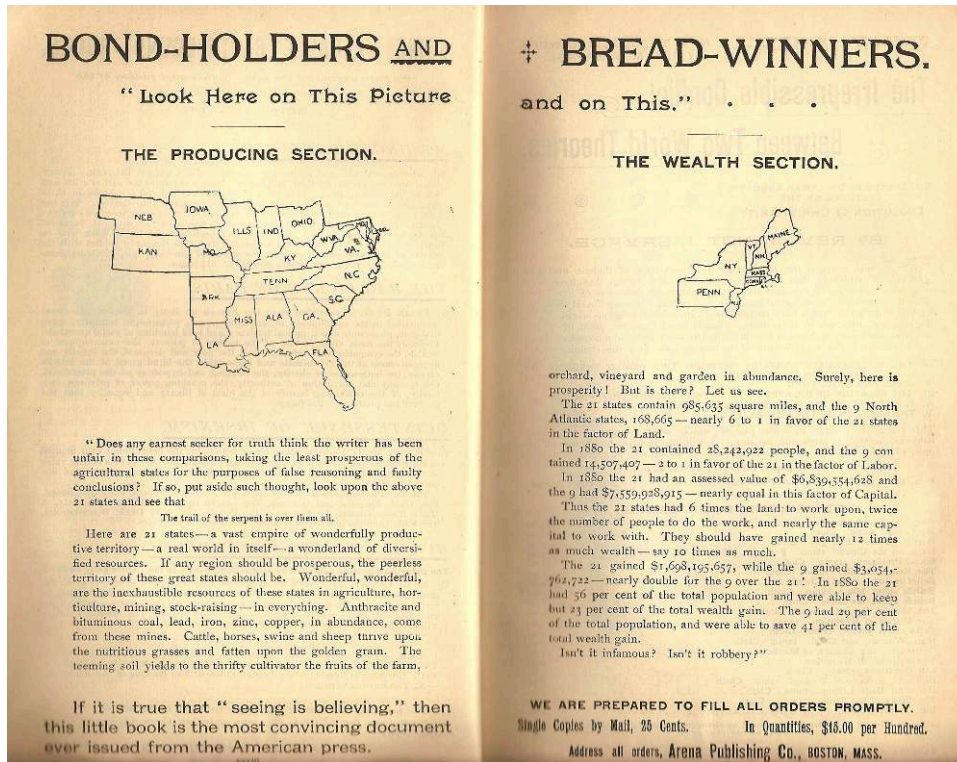 BOND-HOLDERS AND
"Look Here on This Picture
THE PRODUCING SECTION.
NEB
IOWA
ILLS
IND
OHIO
KAN
MO.
KY
W.VA.
VA.
MD.
TENN
N.C
ARK
S.C.
MISS
ALA
GA.
LA
FLA
"Does any earnest seeker for truth think the writer has been
unfair in these comparisons, taking the least prosperous of the
agricultural states for the purposes of false reasoning and faulty
conclusions? If so, put aside such thought, look upon the above
21 states and see that
The trail of the serpent is over them all.
Here are 21 states—a vast empire of wonderfully produc-
tive territory—a real world in itself—a wonderland of diversi-
fied resources. If any region should be prosperous, the peerless
territory of these great states should be. Wonderful, wonderful,
are the inexhaustible resources of these states in agriculture, hor-
ticulture, mining, stock-raising—in everything. Anthracite and
bituminous coal, lead, iron, zinc, copper, in abundance, come
from these mines. Cattle, horses, swine and sheep thrive upon
the nutritious grasses and fatten upon the golden grain. The
teeming soil yields to the thrifty cultivator the fruits of the farm,
If it is true that "seeing is believing," then
this little book is the most convincing document
ever issued from the American press.
BREAD-WINNERS.
and on This." . . .
THE WEALTH SECTION.
MAINE
VT
NH
NY
MASS
CONN
PENN
orchard, vineyard and garden in abundance. Surely, here is
prosperity! But is there? Let us see.
The 21 states contain 985,635 square miles, and the 9 North
Atlantic states, 168,665—nearly 6 to 1 in favor of the 21 states
in the factor of Land.
In 1880 the 21 contained 28,242,922 people, and the 9 con
tained 14,507,407—2 to 1 in favor of the 21 in the factor of Labor.
In 1880 the 21 had an assessed value of $6,839,554,628 and
the 9 had $7,559,928,915—nearly equal in this factor of Capital.
Thus the 21 states had 6 times the land to work upon, twice
the number of people to do the work, and nearly the same cap-
ital to work with. They should have gained nearly 12 times
as much wealth—say 10 times as much.
The 21 gained $1,698,195,657, while the 9 gained $3,054,-
762,722—nearly double for the 9 over the 21! In 1880 the 21
had 56 per cent of the total population and were able to keep
but 23 per cent of the total wealth gain. The 9 had 29 per cent
of the total population, and were able to save 41 per cent of the
total wealth gain.
Isn't it infamous? Isn't it robbery?"
WE ARE PREPARED TO FILL ALL ORDERS PROMPTLY.
Single Copies by Mail, 25 Cents. In Quantities, $15.00 per Hundred.
Address all orders, Arena Publishing Co., BOSTON, MASS.